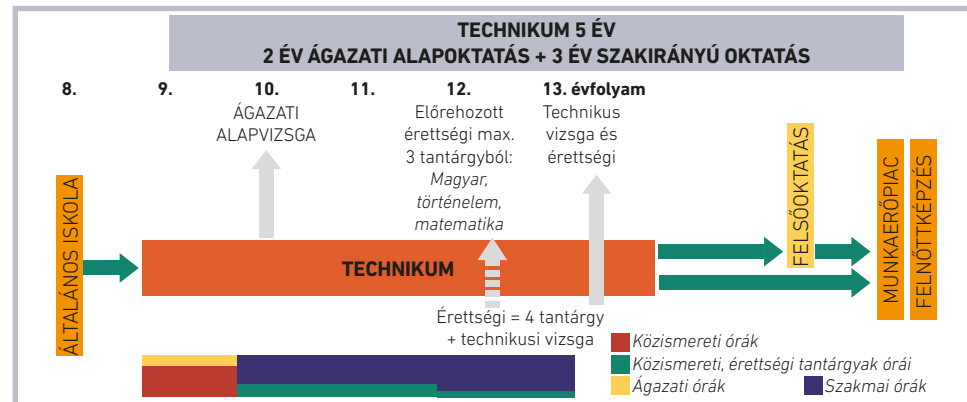 TECHNIKUM 5 ÉV
2 ÉV ÁGAZATI ALAPOKTATÁS + 3 ÉV SZAKIRÁNYÚ OKTATÁS
8.
9.
10.
11.
12.
13. évfolyam
ÁGAZATI
ALAPVIZSGA
Előrehozott
érettségi max.
3 tantárgyból:
Magyar,
történelem,
matematika
Technikus
vizsga és
érettségi
ÁLTALÁNOS ISKOLA
TECHNIKUM
FELSŐOKTATÁS
MUNKAERŐPIAC
FELNŐTTKÉPZÉS
Érettségi = 4 tantárgy
+ technikusi vizsga
Közismereti órák
Közismereti, érettségi tantárgyak órái
Ágazati órák
Szakmai órák